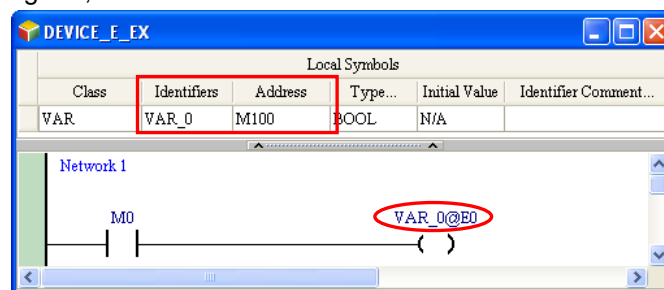 DEVICE_E_EX
Local Symbols
Class Identifiers Address Type... Initial Value Identifier Comment...
VAR VAR_0 M100 BOOL N/A
Network 1
M0 VAR_0@E0